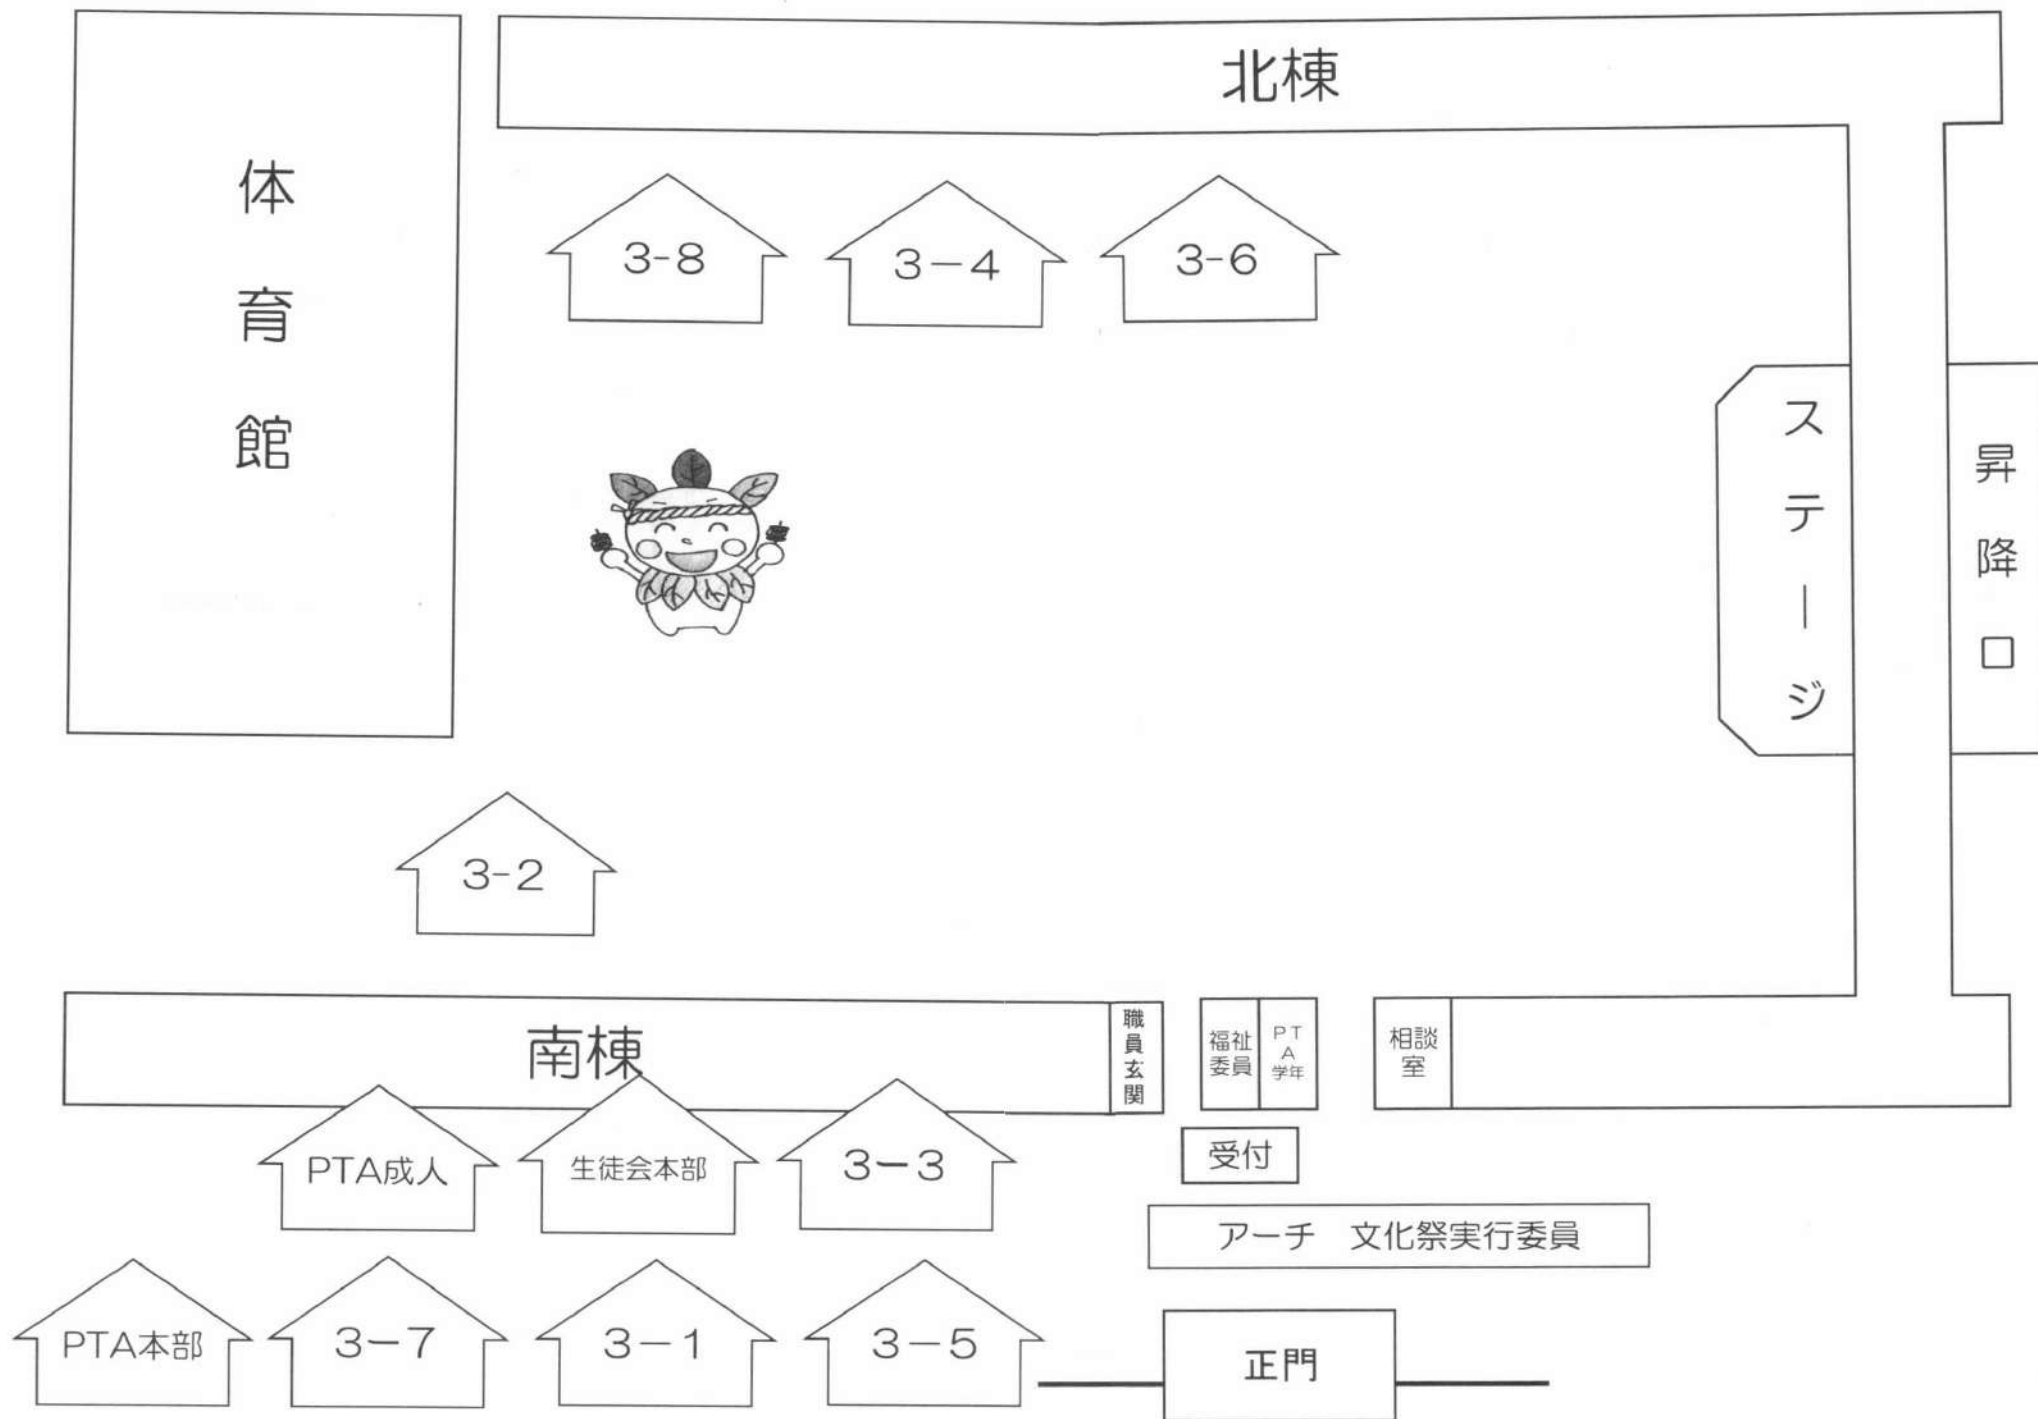 北棟
体育館
3-8
3-4
3-6
ステージ
昇降口
3-2
南棟
職員玄関
福祉
委員
PT
A
学年
相談
室
PTA成人
生徒会本部
3-3
受付
アーチ　文化祭実行委員
PTA本部
3-7
3-1
3-5
正門